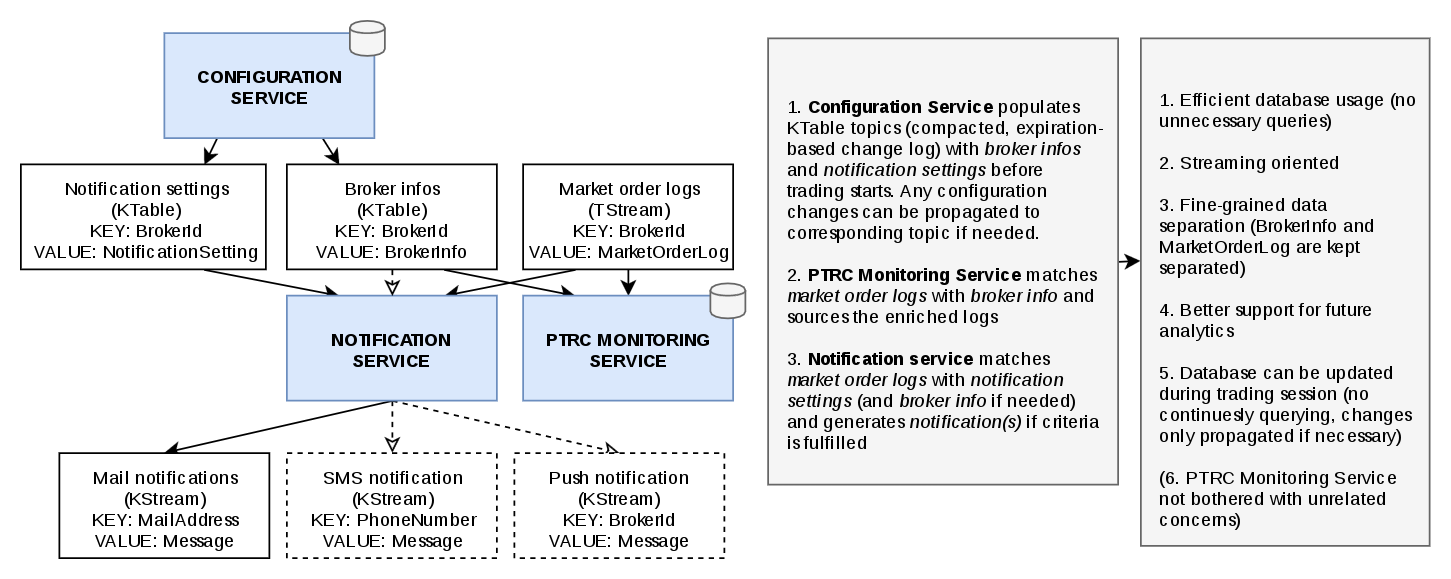 CONFIGURATION
SERVICE
Notification settings
(KTable)
KEY: BrokerId
VALUE: NotificationSetting
Broker infos
(KTable)
KEY: BrokerId
VALUE: BrokerInfo
Market order logs
(TStream)
KEY: BrokerId
VALUE: MarketOrderLog
NOTIFICATION
SERVICE
PTRC MONITORING
SERVICE
Mail notifications
(KStream)
KEY: MailAddress
VALUE: Message
SMS notification
(KStream)
KEY: PhoneNumber
VALUE: Message
Push notification
(KStream)
KEY: BrokerId
VALUE: Message
1. Configuration Service populates
KTable topics (compacted, expiration-
based change log) with broker infos
and notification settings before
trading starts. Any configuration
changes can be propagated to
corresponding topic if needed.
2. PTRC Monitoring Service matches
market order logs with broker info and
sources the enriched logs
3. Notification service matches
market order logs with notification
settings (and broker info if needed)
and generates notification(s) if criteria
is fulfilled
1. Efficient database usage (no
unnecessary queries)
2. Streaming oriented
3. Fine-grained data
separation (BrokerInfo and
MarketOrderLog are kept
separated)
4. Better support for future
analytics
5. Database can be updated
during trading session (no
continuesly querying, changes
only propagated if necessary)
(6. PTRC Monitoring Service
not bothered with unrelated
concerns)